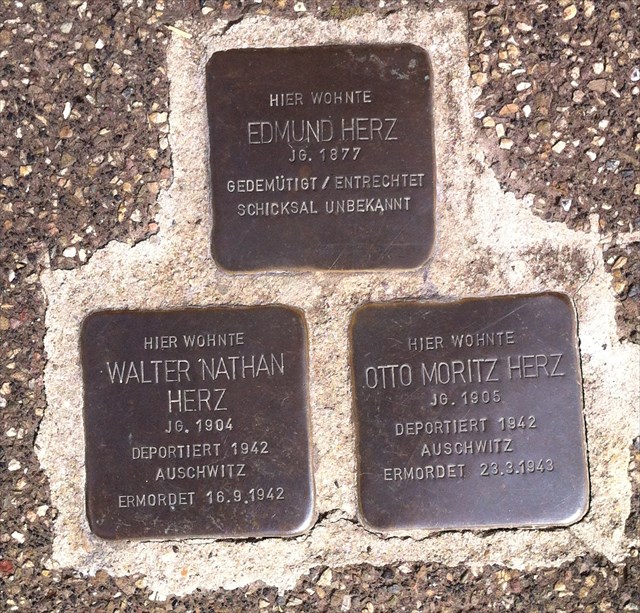 HIER WOHNTE
EDMUND HERZ
JG. 1877
GEDEMÜTIGT / ENTRECHTET
SCHICKSAL UNBEKANNT
HIER WOHNTE
WALTER NATHAN
HERZ
JG. 1904
DEPORTIERT 1942
AUSCHWITZ
ERMORDET 16.9.1942
HIER WOHNTE
OTTO MORITZ HERZ
JG. 1905
DEPORTIERT 1942
AUSCHWITZ
ERMORDET 23.3.1943